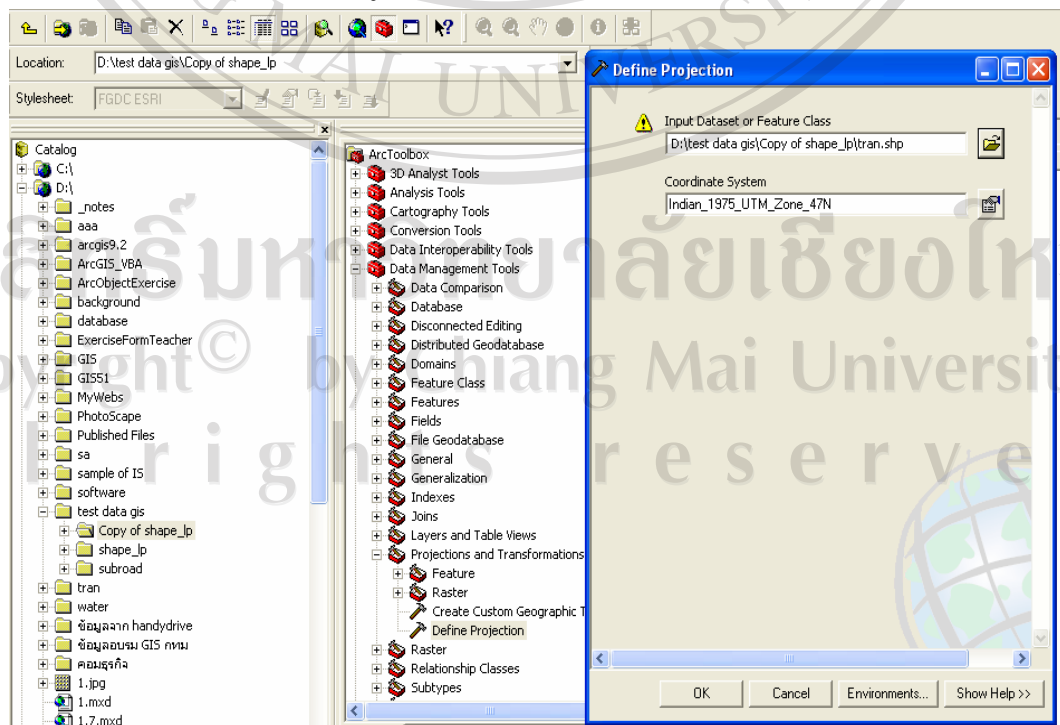 Location:
D:\test data gis\Copy of shape_lp
Stylesheet:
FGDC ESRI
Catalog
C:\
D:\
_notes
aaa
arcgis9.2
ArcGIS_VBA
ArcObjectExercise
background
database
ExerciseFormTeacher
GIS
GIS51
MyWebs
PhotoScape
Published Files
sa
sample of IS
software
test data gis
Copy of shape_lp
shape_lp
subroad
tran
water
ข้อมูลจาก handydrive
ข้อมูลอบรม GIS กทม
คอมธุรกิจ
1.jpg
1.mxd
1.7.mxd
ArcToolbox
3D Analyst Tools
Analysis Tools
Cartography Tools
Conversion Tools
Data Interoperability Tools
Data Management Tools
Data Comparison
Database
Disconnected Editing
Distributed Geodatabase
Domains
Feature Class
Features
Fields
File Geodatabase
General
Generalization
Indexes
Joins
Layers and Table Views
Projections and Transformations
Feature
Raster
Create Custom Geographic T
Define Projection
Raster
Relationship Classes
Subtypes
Define Projection
Input Dataset or Feature Class
D:\test data gis\Copy of shape_lp\tran.shp
Coordinate System
Indian_1975_UTM_Zone_47N
OK
Cancel
Environments...
Show Help >>
MAI UNIVERS
ลิขสิทธิ์มหาวิทยาลัยเชียงให
opyright © by Chiang Mai Universit
l rights reserve